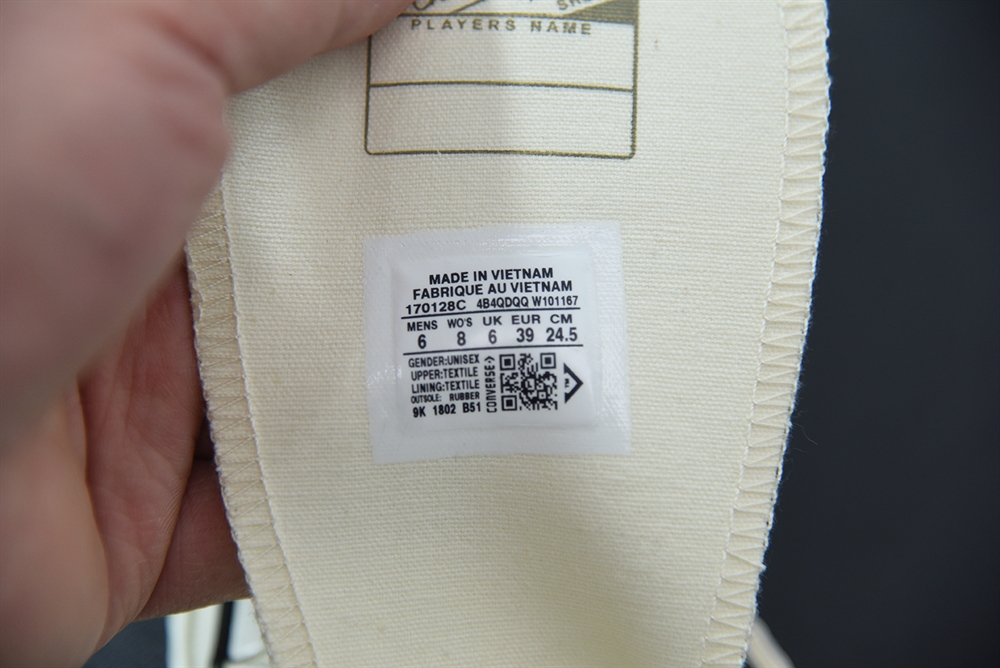 PLAYERS NAME
MADE IN VIETNAM
FABRIQUE AU VIETNAM
170128C 4B4QDQQ W101167
MENS WO'S UK EUR CM
6 8 6 39 24.5
GENDER:UNISEX
UPPER:TEXTILE
LINING:TEXTILE
OUTSOLE: RUBBER
9K 1802 B51
CONVERSE